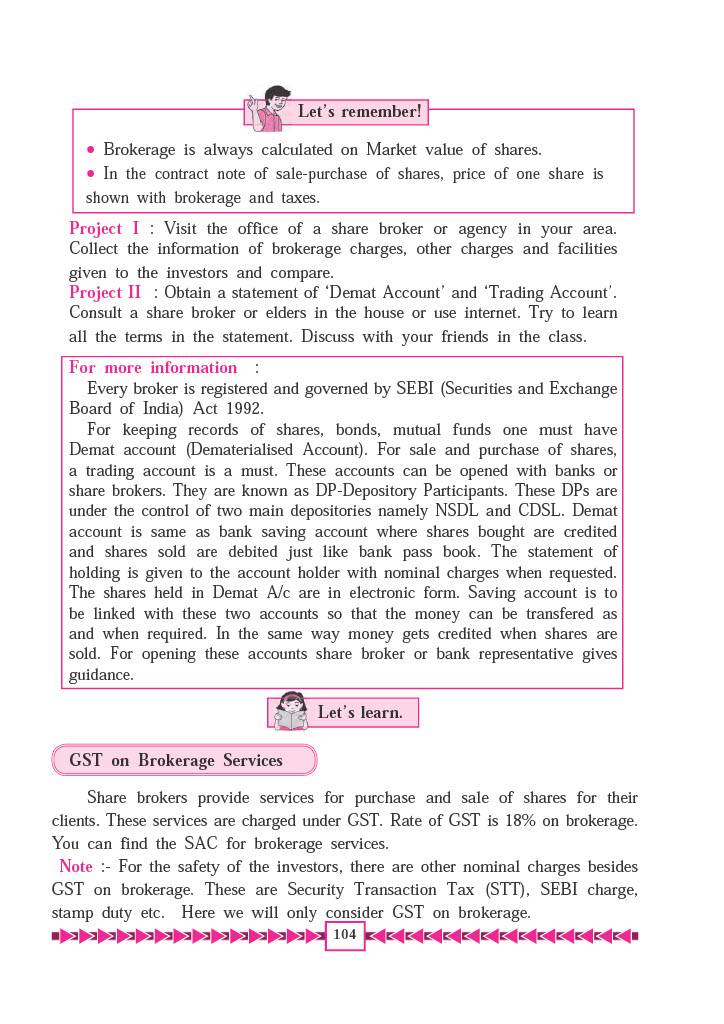 Let's remember!
• Brokerage is always calculated on Market value of shares.
• In the contract note of sale-purchase of shares, price of one share is
shown with brokerage and taxes.
Project I : Visit the office of a share broker or agency in your area.
Collect the information of brokerage charges, other charges and facilities
given to the investors and compare.
Project II : Obtain a statement of ‘Demat Account’ and ‘Trading Account’.
Consult a share broker or elders in the house or use internet. Try to learn
all the terms in the statement. Discuss with your friends in the class.
For more information :
Every broker is registered and governed by SEBI (Securities and Exchange
Board of India) Act 1992.
For keeping records of shares, bonds, mutual funds one must have
Demat account (Dematerialised Account). For sale and purchase of shares,
a trading account is a must. These accounts can be opened with banks or
share brokers. They are known as DP-Depository Participants. These DPs are
under the control of two main depositories namely NSDL and CDSL. Demat
account is same as bank saving account where shares bought are credited
and shares sold are debited just like bank pass book. The statement of
holding is given to the account holder with nominal charges when requested.
The shares held in Demat A/c are in electronic form. Saving account is to
be linked with these two accounts so that the money can be transfered as
and when required. In the same way money gets credited when shares are
sold. For opening these accounts share broker or bank representative gives
guidance.
Let's learn.
GST on Brokerage Services
Share brokers provide services for purchase and sale of shares for their
clients. These services are charged under GST. Rate of GST is 18% on brokerage.
You can find the SAC for brokerage services.
Note :- For the safety of the investors, there are other nominal charges besides
GST on brokerage. These are Security Transaction Tax (STT), SEBI charge,
stamp duty etc. Here we will only consider GST on brokerage.
104